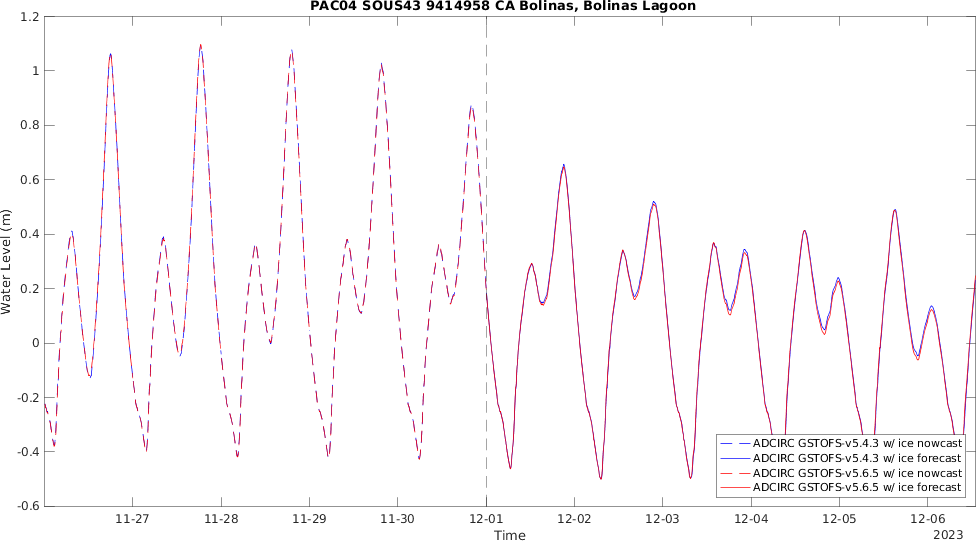 PAC04 SOUS43 9414958 CA Bolinas, Bolinas Lagoon
1.2
1
0.8
0.6
0.4
0.2
0
-0.2
-0.4
-0.6
Water Level (m)
ADCIRC GSTOFS-v5.4.3 w/ ice nowcast
ADCIRC GSTOFS-v5.4.3 w/ ice forecast
ADCIRC GSTOFS-v5.6.5 w/ ice nowcast
ADCIRC GSTOFS-v5.6.5 w/ ice forecast
11-27 11-28 11-29 11-30 12-01 12-02 12-03 12-04 12-05 12-06
Time 2023